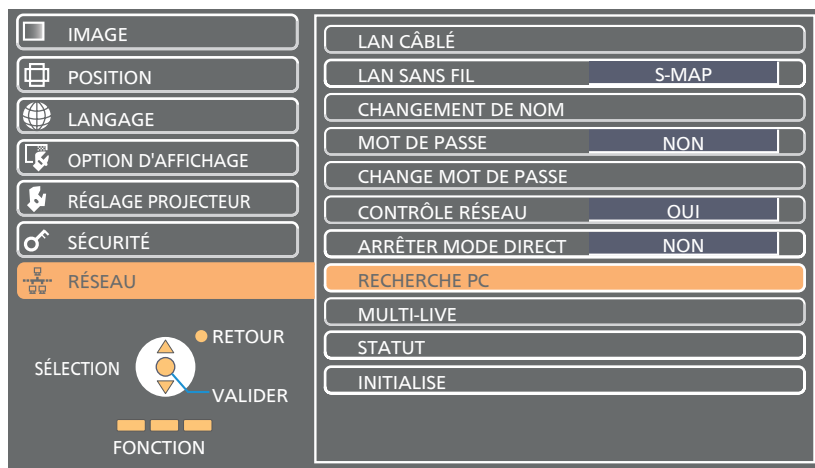 IMAGE
POSITION
LANGAGE
OPTION D'AFFICHAGE
RÉGLAGE PROJECTEUR
SÉCURITÉ
RÉSEAU
RETOUR
SÉLECTION
VALIDER
FONCTION
LAN CÂBLÉ
LAN SANS FIL S-MAP
CHANGEMENT DE NOM
MOT DE PASSE NON
CHANGE MOT DE PASSE
CONTRÔLE RÉSEAU OUI
ARRÊTER MODE DIRECT NON
RECHERCHE PC
MULTI-LIVE
STATUT
INITIALISE